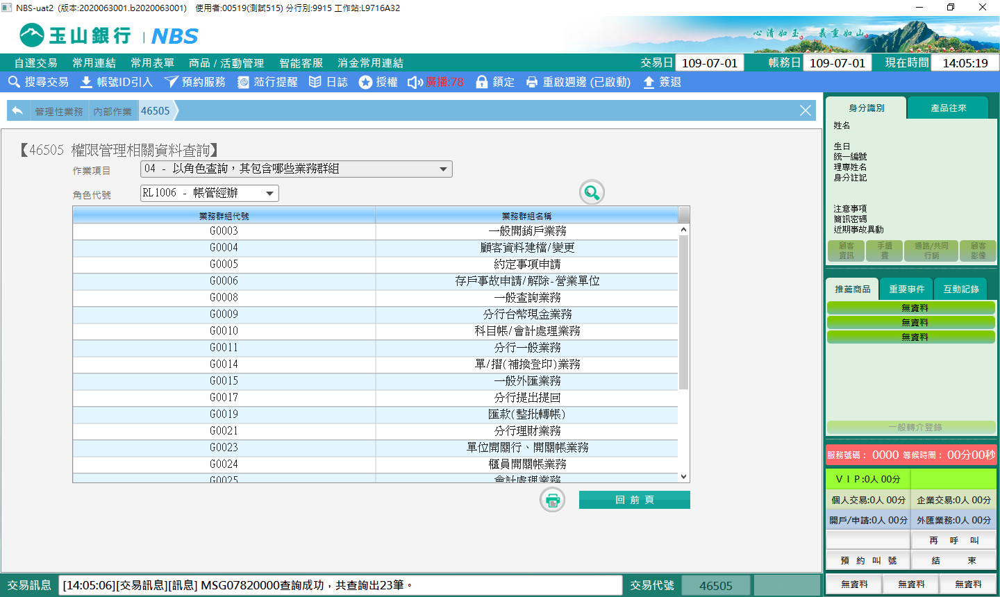 NBS-uat2 (版本:2020063001.b2020063001) 使用者:00519(測試515) 分行別:9915 工作站:L9716A32
玉山銀行 | NBS
心清如玉。 義重如山。
自選交易 常用連結 常用表單 商品 / 活動管理 智能客服 消金常用連結 交易日 109-07-01 帳務日 109-07-01 現在時間 14:05:19
搜尋交易 帳號ID引入 預約服務 蒞行提醒 日誌 授權 廣播:78 鎖定 重啟週邊 (已啟動) 簽退
管理性業務 內部作業 46505
【46505 權限管理相關資料查詢】
作業項目 04 - 以角色查詢，其包含哪些業務群組
角色代號 RL1006 - 帳管經辦
業務群組代號 業務群組名稱
G0003 一般開銷戶業務
G0004 顧客資料建檔/變更
G0005 約定事項申請
G0006 存戶事故申請/解除-營業單位
G0008 一般查詢業務
G0009 分行台幣現金業務
G0010 科目帳/會計處理業務
G0011 分行一般業務
G0014 單/摺(補換登印)業務
G0015 一般外匯業務
G0017 分行提出提回
G0019 匯款(整批轉帳)
G0021 分行理財業務
G0023 單位開關行、開關帳業務
G0024 櫃員開關帳業務
G0025 會計處理業務
回前頁
身分識別 產品往來
姓名
生日
統一編號
理專姓名
身分註記
注意事項
簡訊密碼
近期事故異動
顧客資訊 手續費 通路/共同行銷 顧客影像
推薦商品 重要事件 互動記錄
無資料
無資料
無資料
一般轉介登錄
服務號碼： 0000 等候時間： 00分00秒
ＶＩＰ:0人 00分
個人交易:0人 00分 企業交易:0人 00分
開戶/申請:0人 00分 外匯業務:0人 00分
再 呼 叫
預 約 叫 號 結 束
無資料 無資料 無資料
交易訊息 [14:05:06][交易訊息][訊息] MSG07820000查詢成功，共查詢出23筆。 交易代號 46505